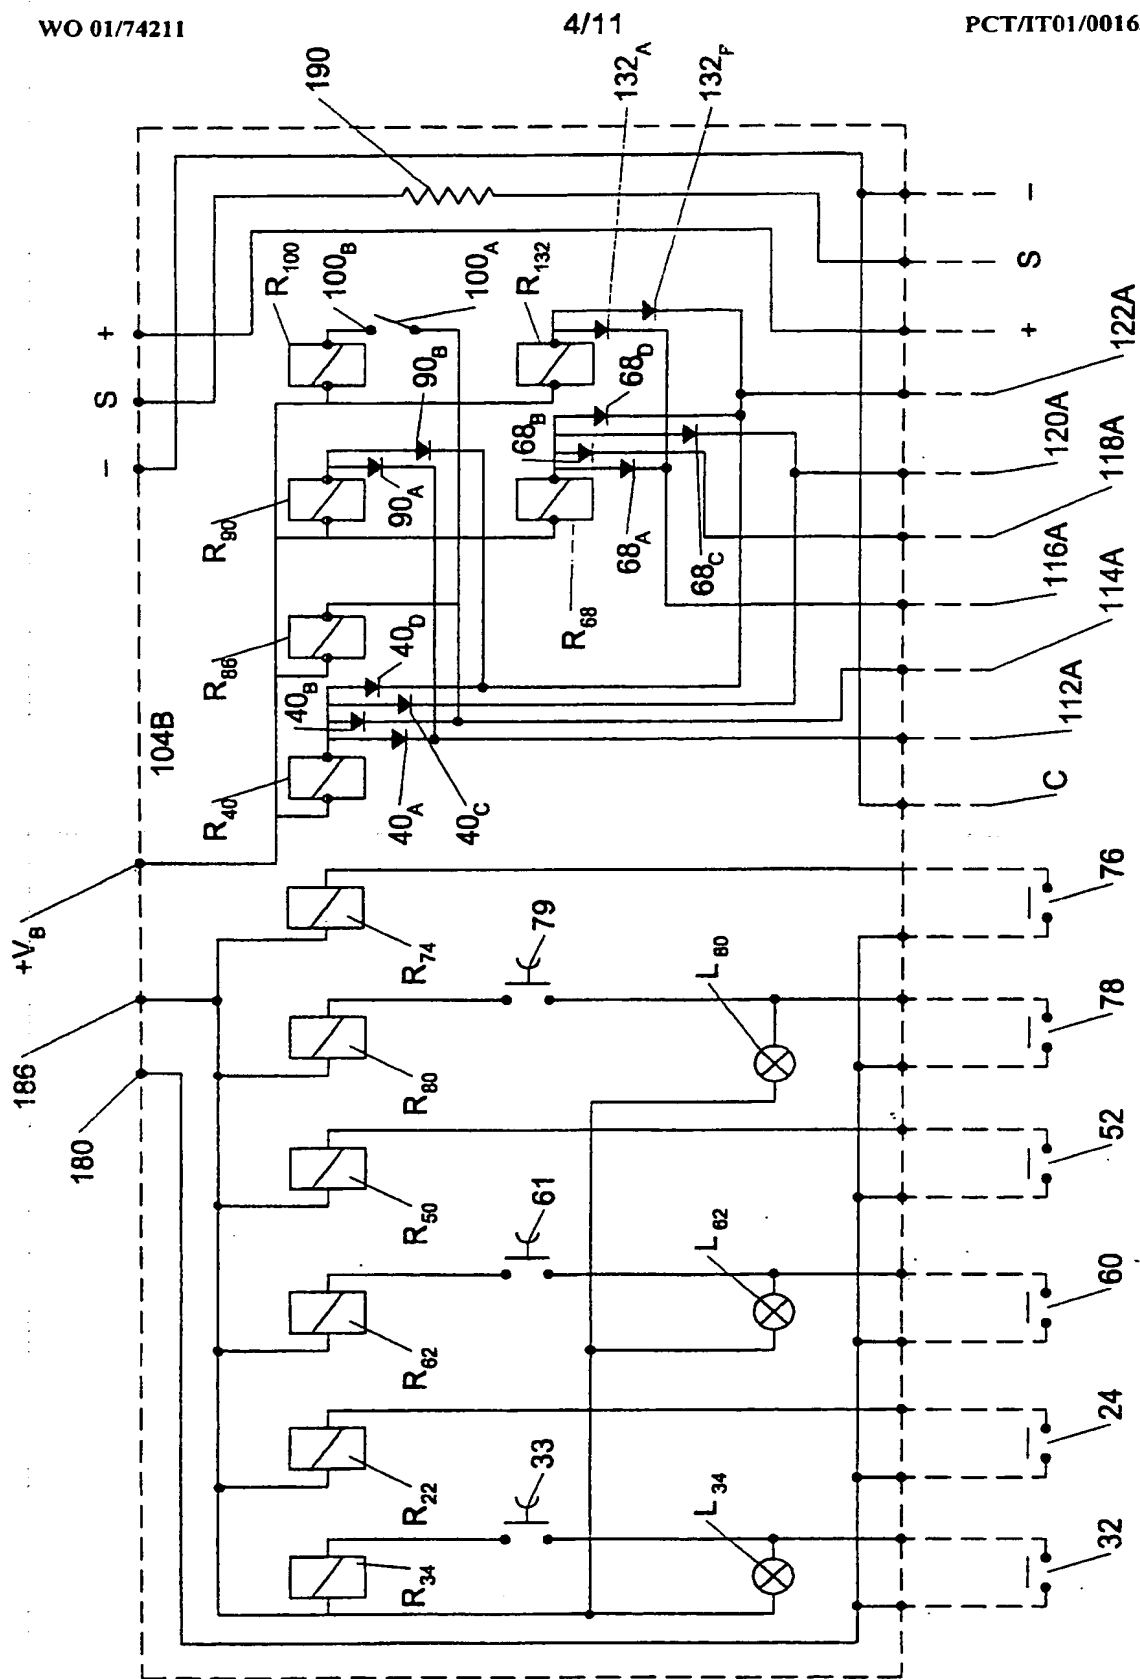 WO 01/74211
4/11
PCT/IT01/0016
190
132A
132F
R100
100B
100A
R132
+
S
−
90B
68D
68B
−
S
+
122A
R90
90A
68A
68C
120A
118A
116A
R68
R86
40D
40B
114A
104B
R40
40A
40C
112A
C
+VB
R74
79
L80
76
186
R80
78
180
R50
61
L62
52
R62
60
R22
33
L34
24
R34
32